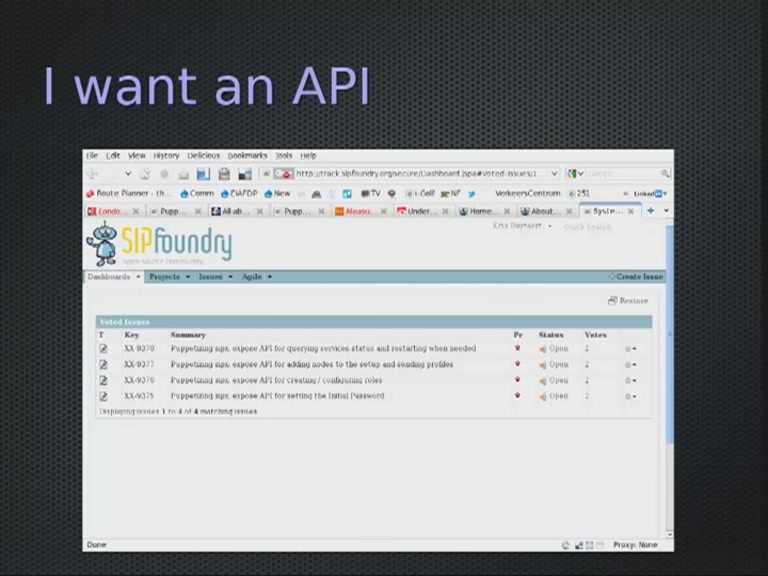 I want an API
File Edit View History Delicious Bookmarks Tools Help
http://track.sipfoundry.org/secure/Dashboard.jspa#voted-issues/1
Route Planner - th... Comm CIAFDP New TV i-Golf NF VerkeersCentrum 251 » Linked
Londo... Pupp... All ab... Pupp... Measu... Under... Home... About... Syste...
SIPfoundry
open source community
Kris Buytaert Quick Search
Dashboards Projects Issues Agile Create Issue
Restore
Voted Issues
T Key Summary Pr Status Votes
XX-9378 Puppetizing sipx: expose API for querying services status and restarting when needed Open 2
XX-9377 Puppetizing sipx: expose API for adding nodes to the setup and sending profiles Open 2
XX-9376 Puppetizing sipx: expose API for creating / configuring roles Open 2
XX-9375 Puppetizing sipx: expose API for setting the Initial Password Open 2
Displaying issues 1 to 4 of 4 matching issues.
Done Proxy: None